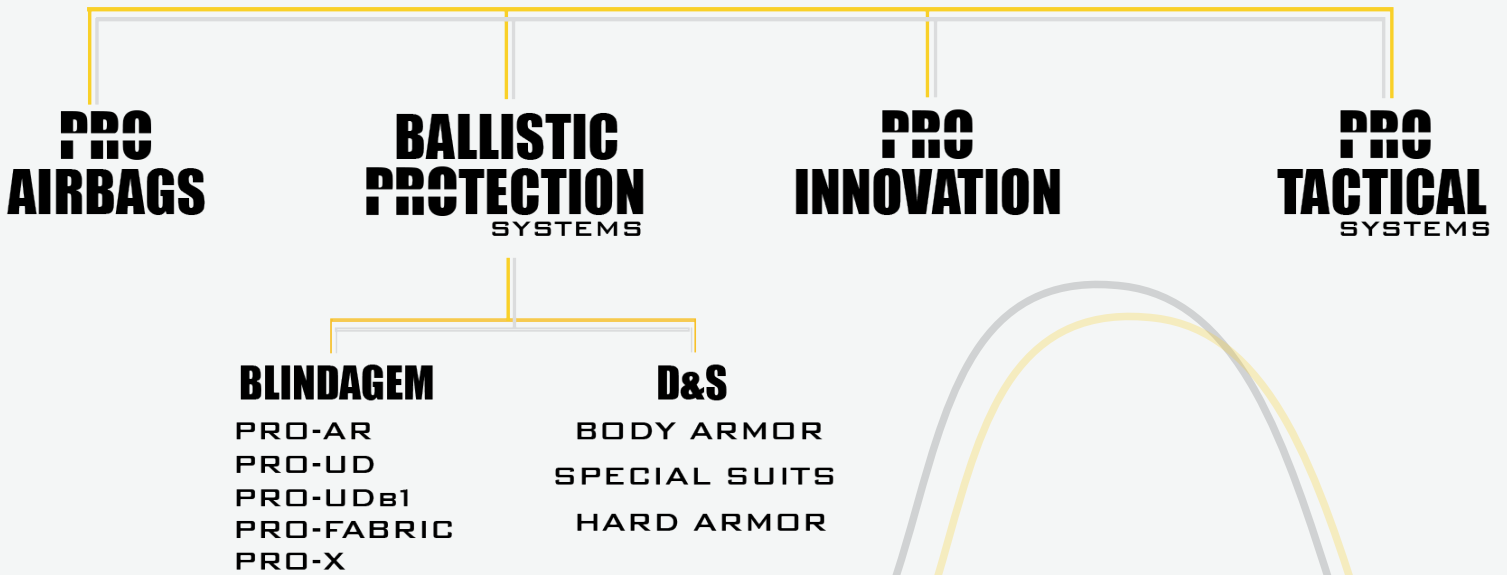 PRO
AIRBAGS
BALLISTIC
PROTECTION
SYSTEMS
PRO
INNOVATION
PRO
TACTICAL
SYSTEMS
BLINDAGEM
PRO-AR
PRO-UD
PRO-UDB1
PRO-FABRIC
PRO-X
D&S
BODY ARMOR
SPECIAL SUITS
HARD ARMOR